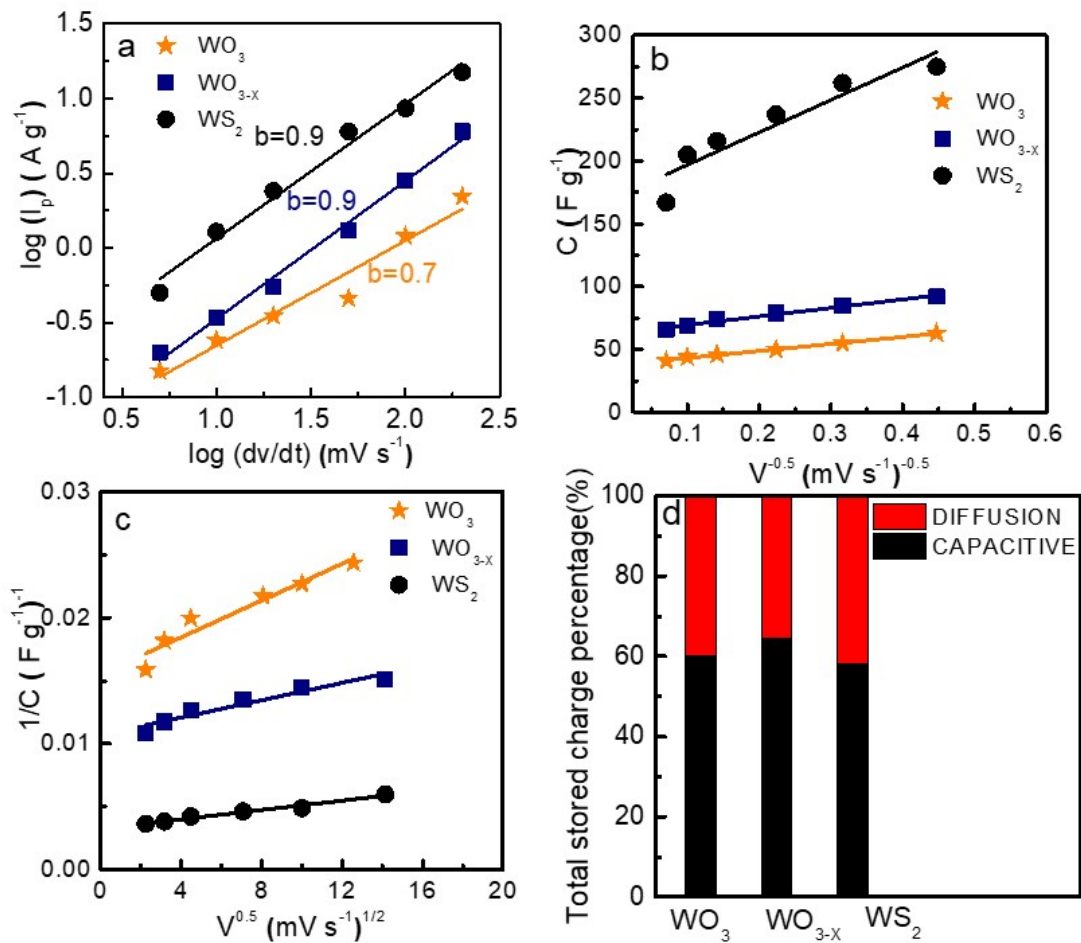 a
WO3
WO3-X
WS2
b=0.9
b=0.9
b=0.7
log (Ip) ( A g-1)
1.5
1.0
0.5
0.0
-0.5
-1.0
0.5 1.0 1.5 2.0 2.5
log (dv/dt) (mV s-1)
b
WO3
WO3-X
WS2
C ( F g-1)
300
250
200
150
100
50
0
0.1 0.2 0.3 0.4 0.5 0.6
V-0.5 (mV s-1)-0.5
c
WO3
WO3-X
WS2
1/C ( F g-1)-1
0.03
0.02
0.01
0.00
0 4 8 12 16 20
V0.5 (mV s-1)1/2
d
DIFFUSION
CAPACITIVE
Total stored charge percentage(%)
100
80
60
40
20
0
WO3 WO3-X WS2